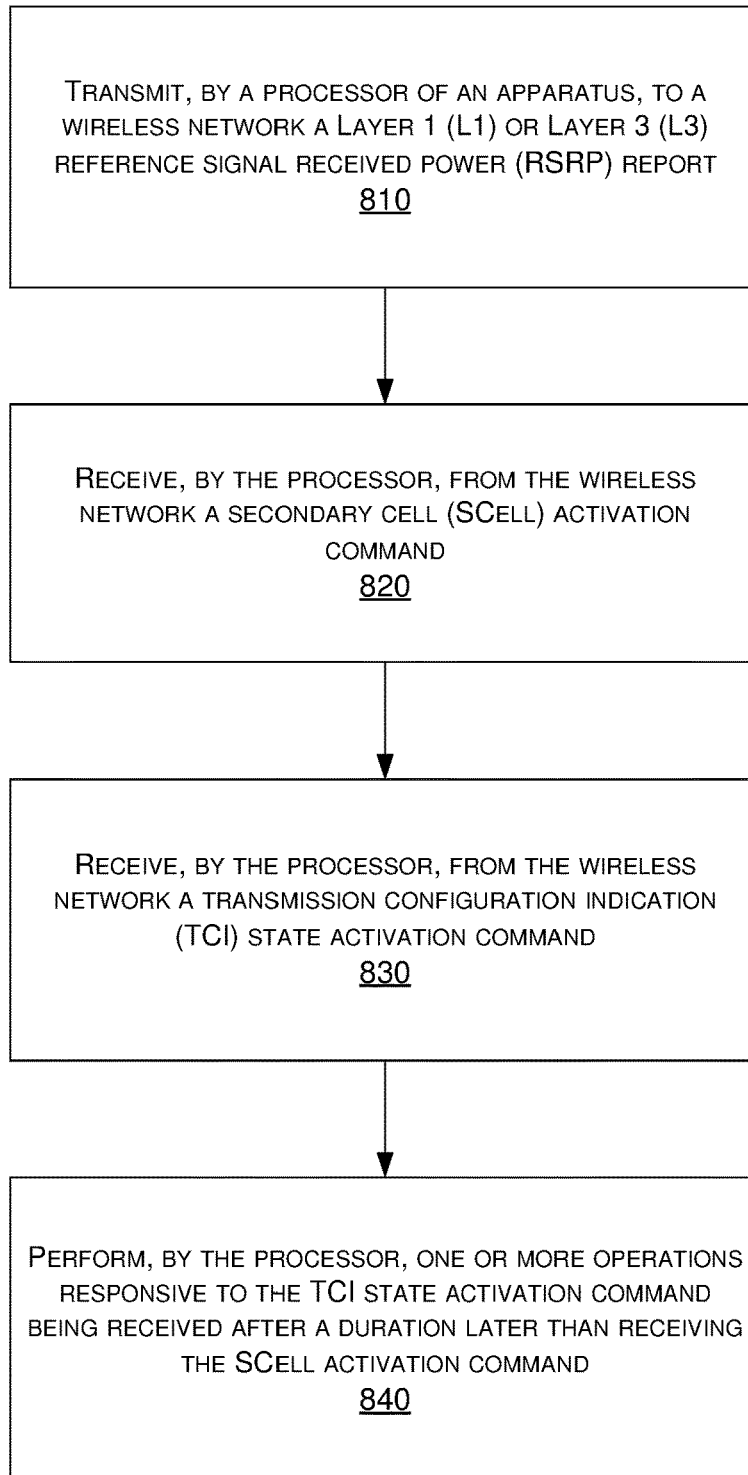 TRANSMIT, BY A PROCESSOR OF AN APPARATUS, TO A
WIRELESS NETWORK A LAYER 1 (L1) OR LAYER 3 (L3)
REFERENCE SIGNAL RECEIVED POWER (RSRP) REPORT
810
RECEIVE, BY THE PROCESSOR, FROM THE WIRELESS
NETWORK A SECONDARY CELL (SCELL) ACTIVATION
COMMAND
820
RECEIVE, BY THE PROCESSOR, FROM THE WIRELESS
NETWORK A TRANSMISSION CONFIGURATION INDICATION
(TCI) STATE ACTIVATION COMMAND
830
PERFORM, BY THE PROCESSOR, ONE OR MORE OPERATIONS
RESPONSIVE TO THE TCI STATE ACTIVATION COMMAND
BEING RECEIVED AFTER A DURATION LATER THAN RECEIVING
THE SCELL ACTIVATION COMMAND
840